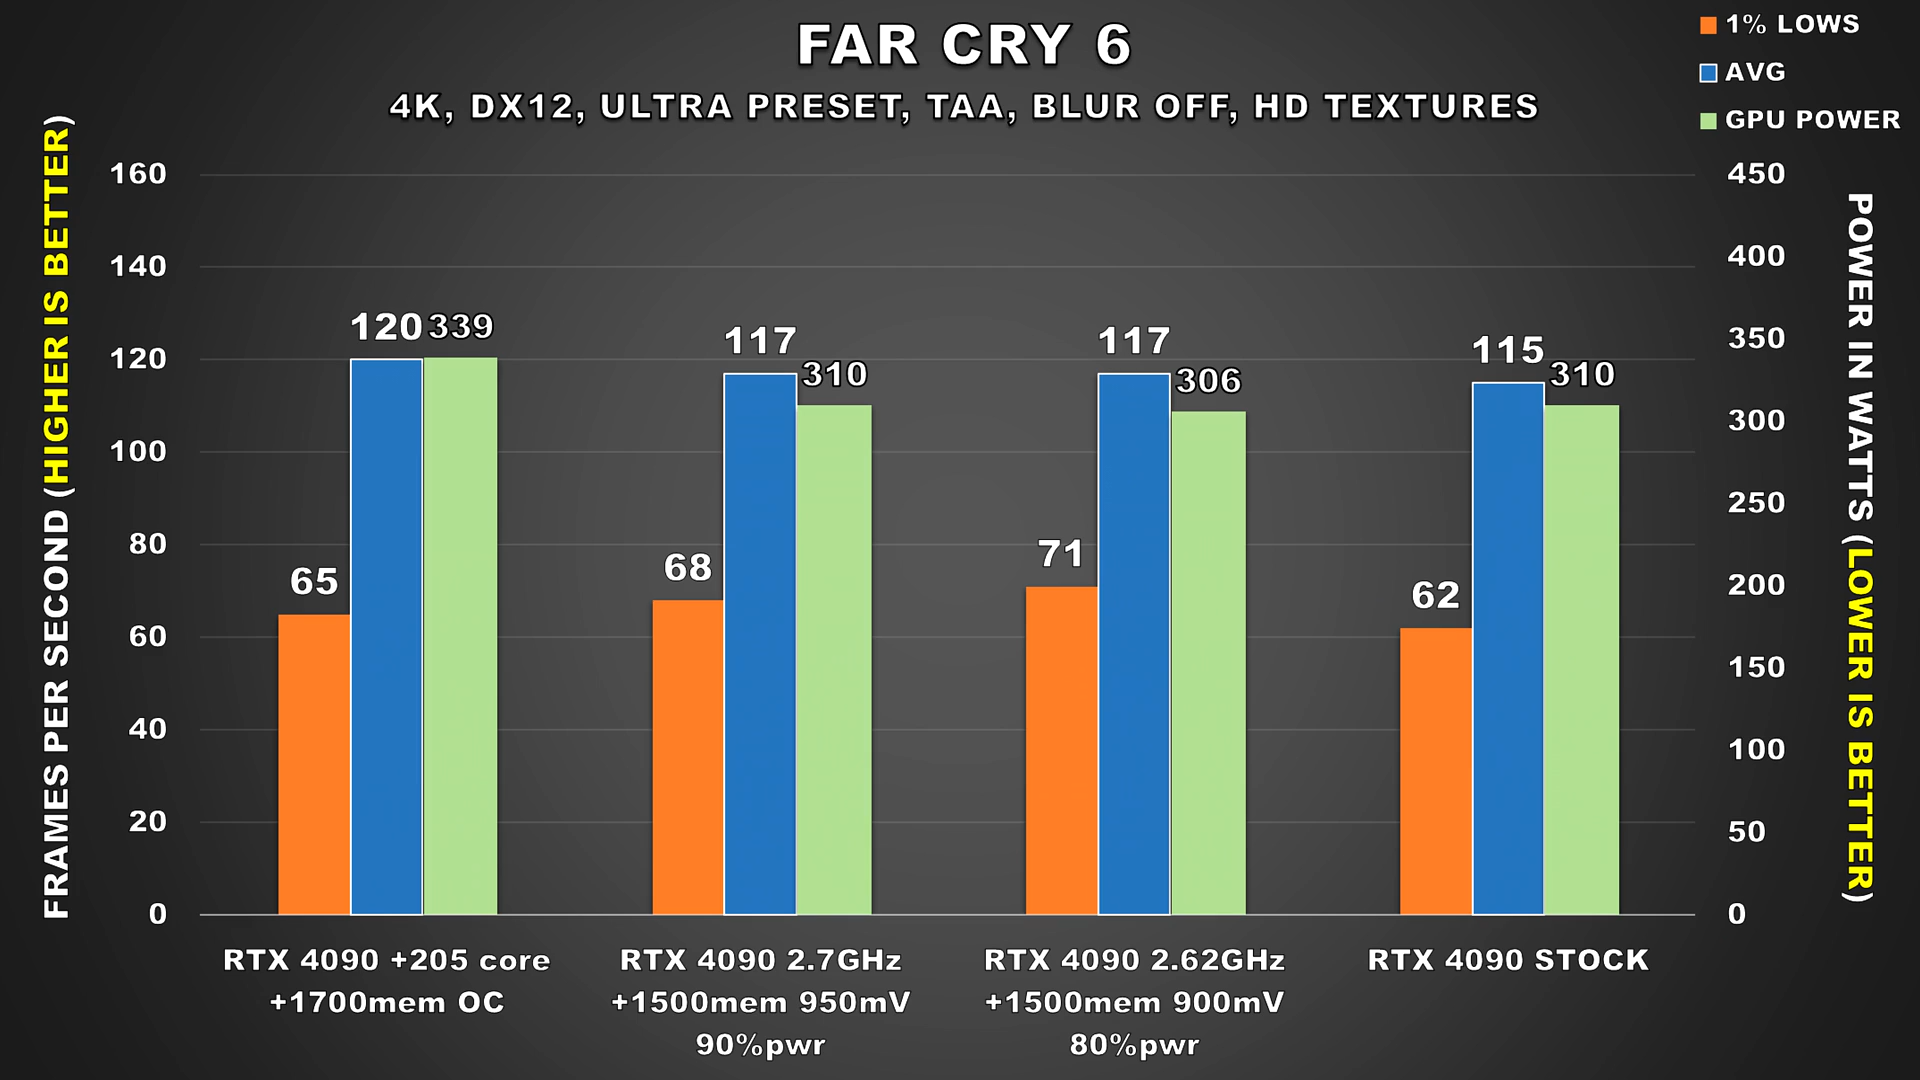 FAR CRY 6
4K, DX12, ULTRA PRESET, TAA, BLUR OFF, HD TEXTURES
1% LOWS
AVG
GPU POWER
FRAMES PER SECOND (HIGHER IS BETTER)
160
140
120
100
80
60
40
20
0
65
120
339
68
117
310
71
117
306
62
115
310
450
400
350
300
250
200
150
100
50
0
POWER IN WATTS (LOWER IS BETTER)
RTX 4090 +205 core
+1700mem OC
RTX 4090 2.7GHz
+1500mem 950mV
90%pwr
RTX 4090 2.62GHz
+1500mem 900mV
80%pwr
RTX 4090 STOCK